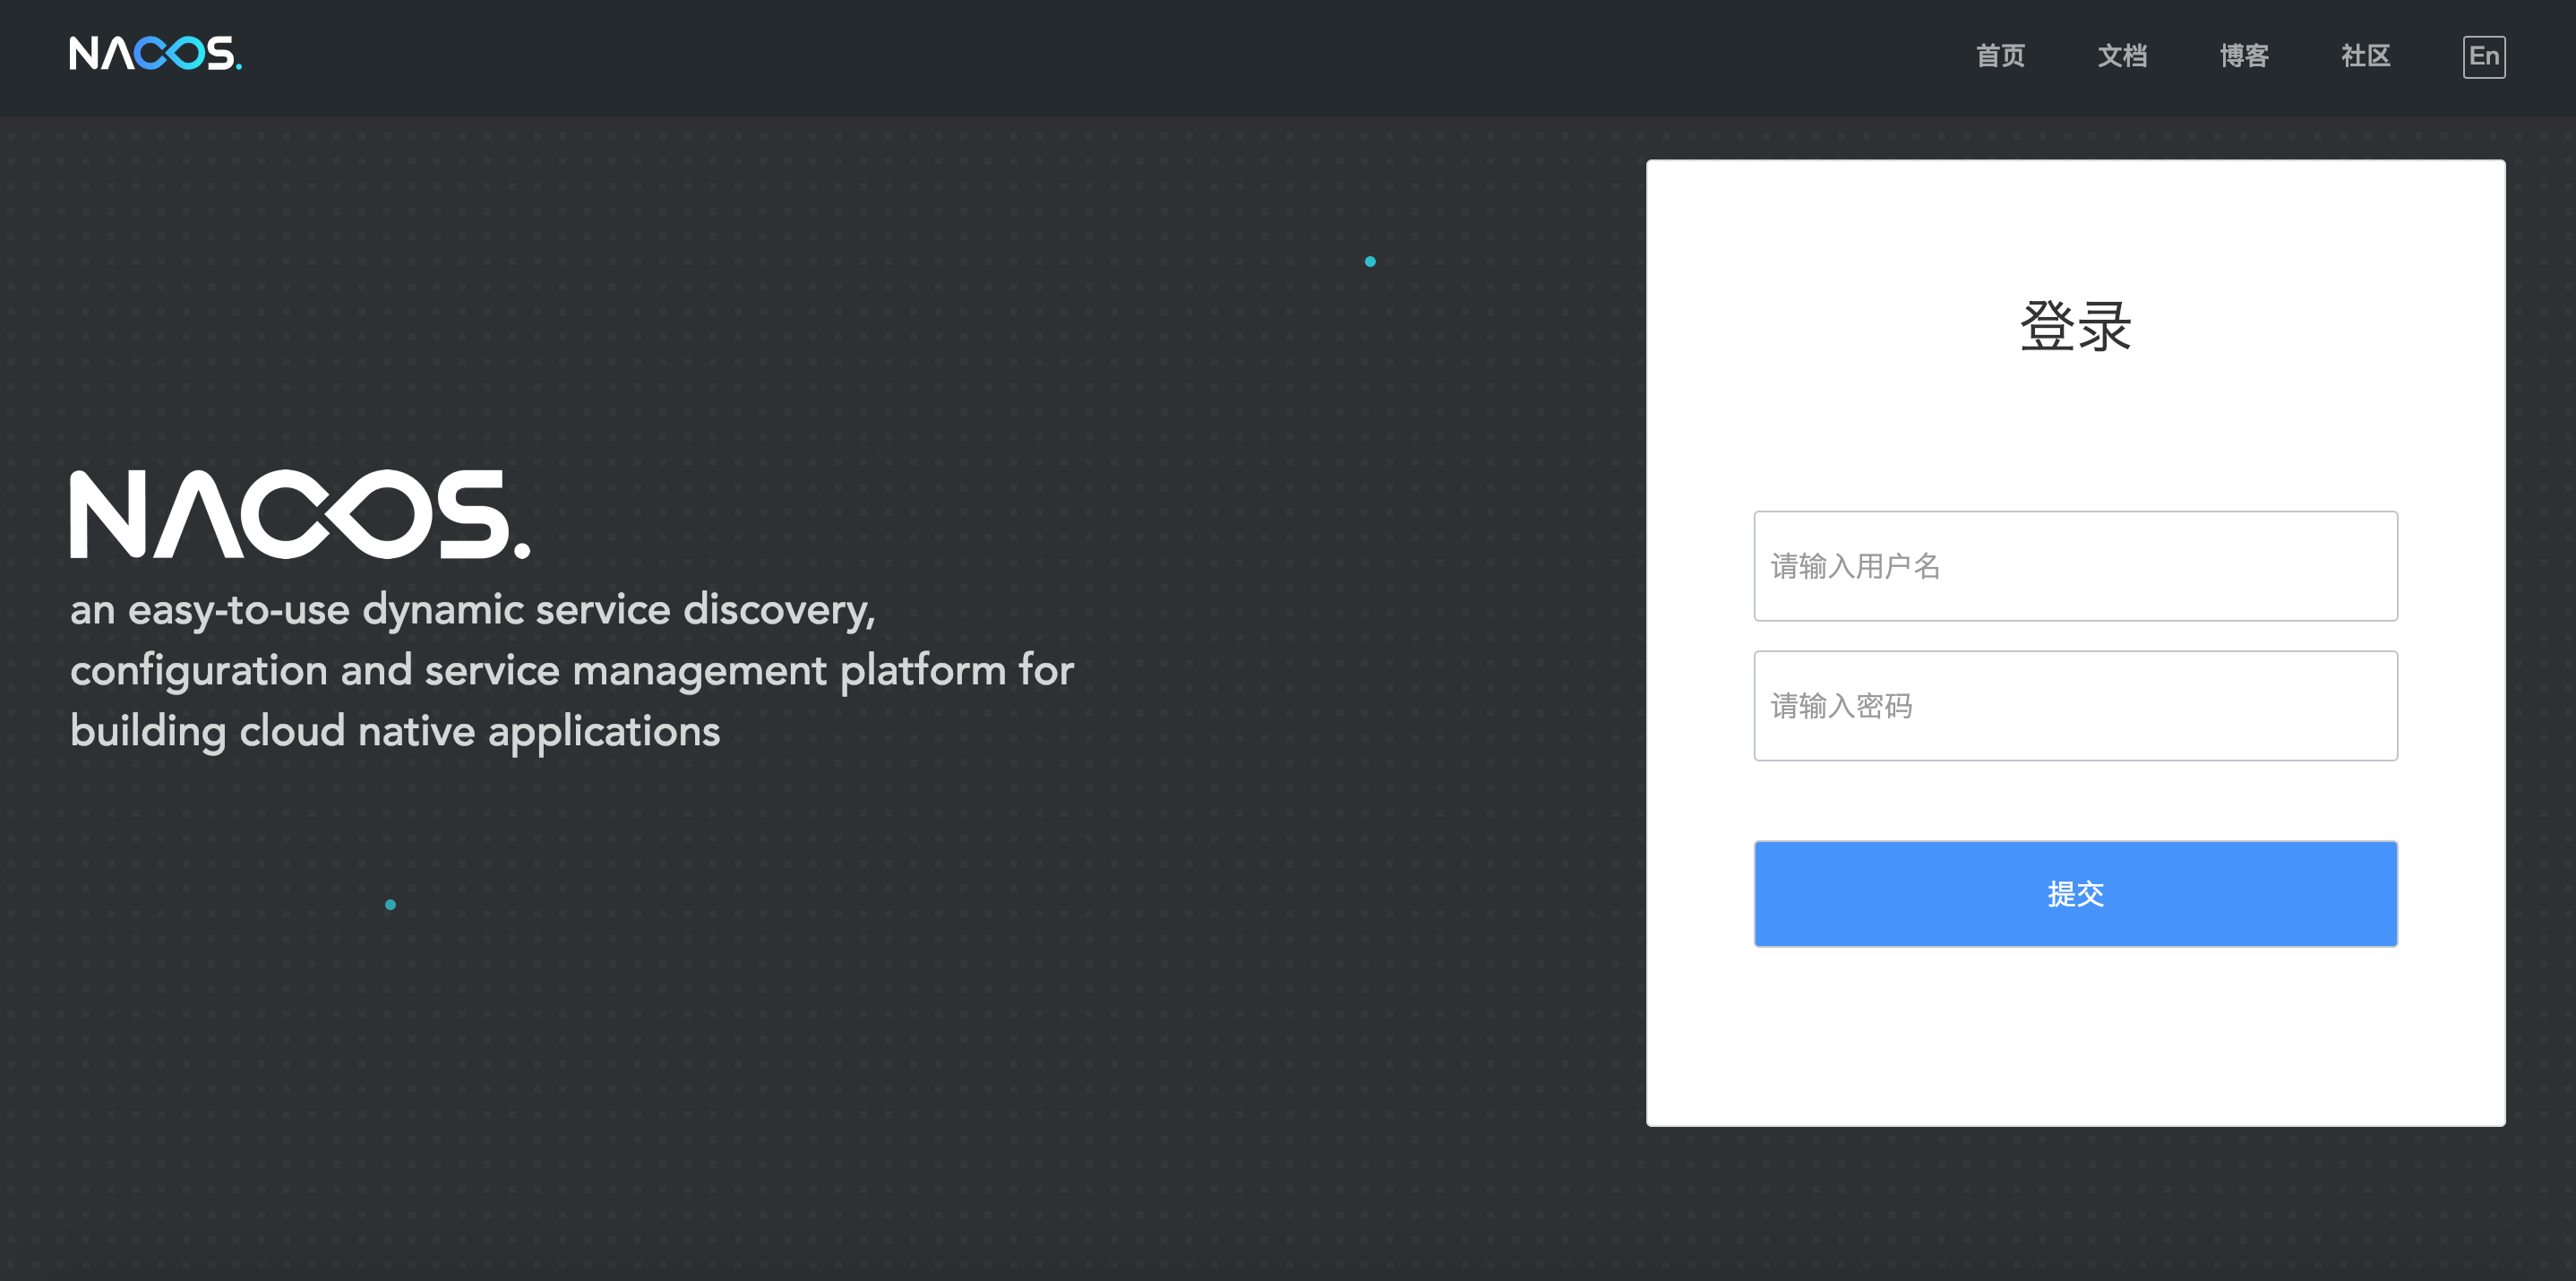 NACOS.
首页 文档 博客 社区 En
NACOS.
an easy-to-use dynamic service discovery,
configuration and service management platform for
building cloud native applications
登录
请输入用户名
请输入密码
提交